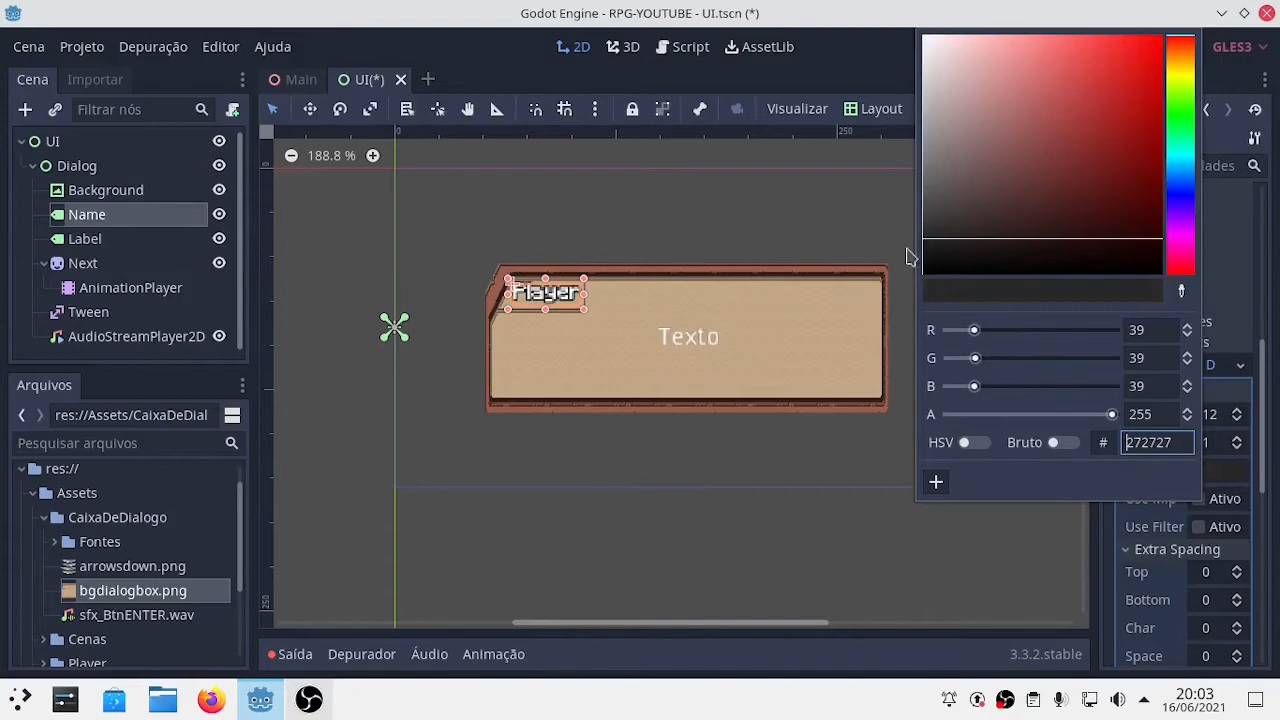 Godot Engine - RPG-YOUTUBE - UI.tscn (*)
Cena Projeto Depuração Editor Ajuda
2D 3D Script AssetLib
GLES3
Cena Importar
Main UI(*)
Filtrar nós
Visualizar Layout
UI
Dialog
Background
Name
Label
Next
AnimationPlayer
Tween
AudioStreamPlayer2D
0 250
188.8 %
0
250
Player
Texto
Arquivos
res://Assets/CaixaDeDial
Pesquisar arquivos
res://
Assets
CaixaDeDialogo
Fontes
arrowsdown.png
bgdialogbox.png
sfx_BtnENTER.wav
Cenas
Player
R 39
G 39
B 39
A 255
HSV Bruto # 272727
D
12
1
Ativo
Use Filter Ativo
Extra Spacing
Top 0
Bottom 0
Char 0
Space 0
Saída Depurador Áudio Animação
3.3.2.stable
20:03
16/06/2021